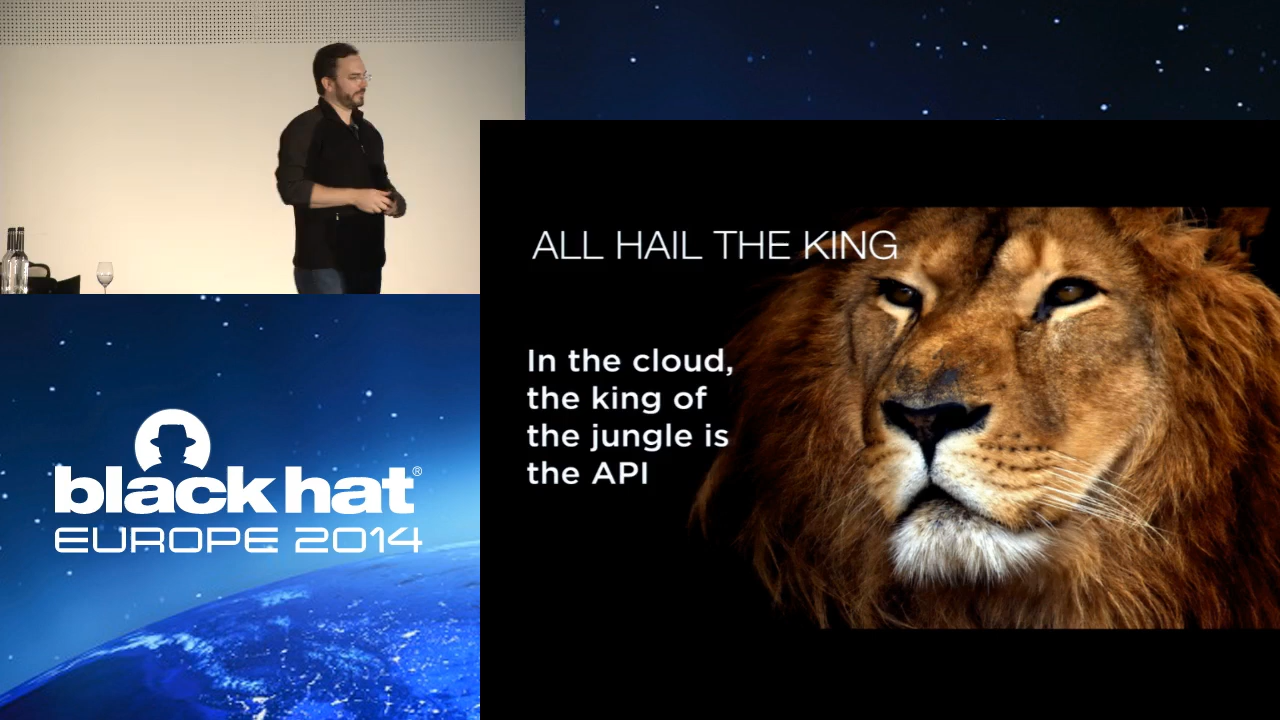 ALL HAIL THE KING
In the cloud,
the king of
the jungle is
the API
black hat®
EUROPE 2014